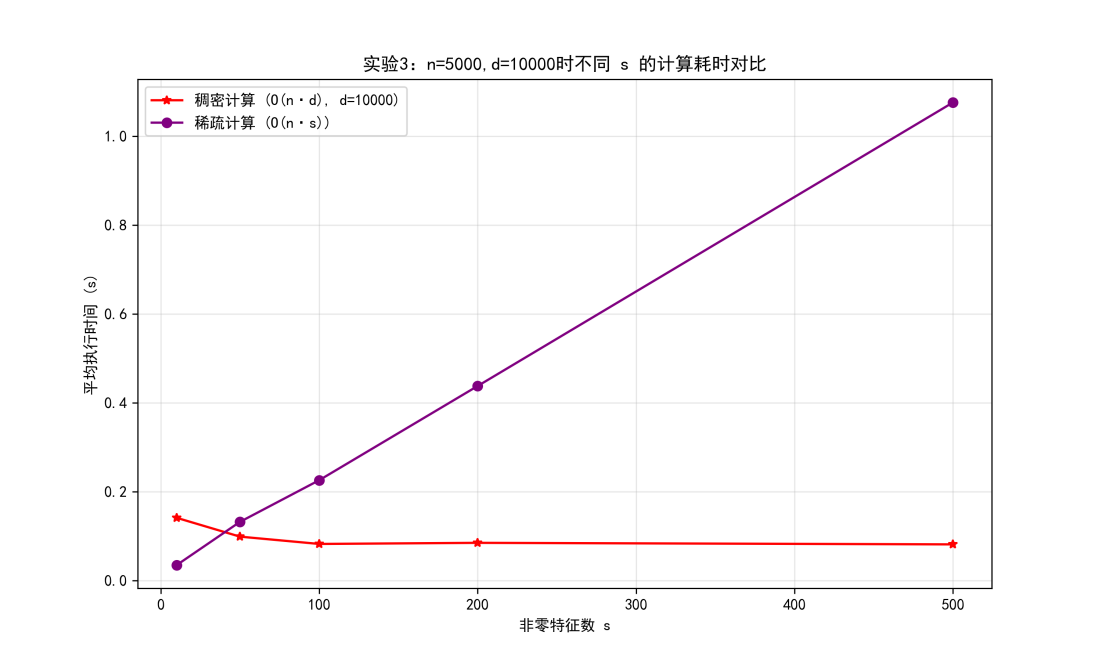 实验3：n=5000,d=10000时不同 s 的计算耗时对比
稠密计算 (O(n·d), d=10000)
稀疏计算 (O(n·s))
平均执行时间 (s)
1.0
0.8
0.6
0.4
0.2
0.0
0 100 200 300 400 500
非零特征数 s